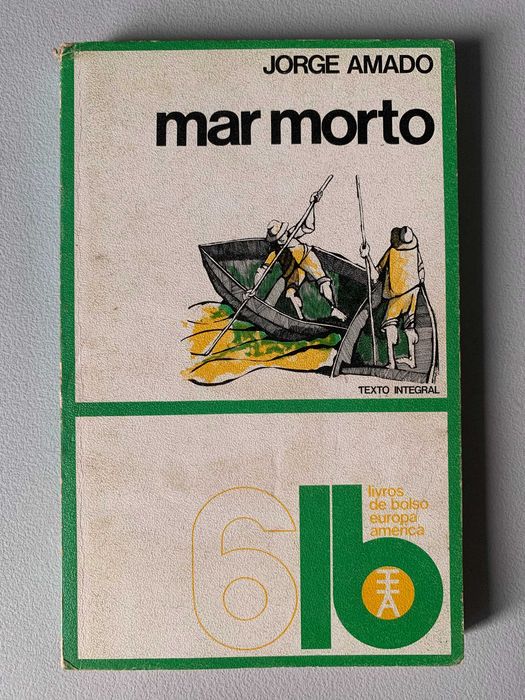 JORGE AMADO
mar morto
TEXTO INTEGRAL
6
lb
livros
de bolso
europa
américa